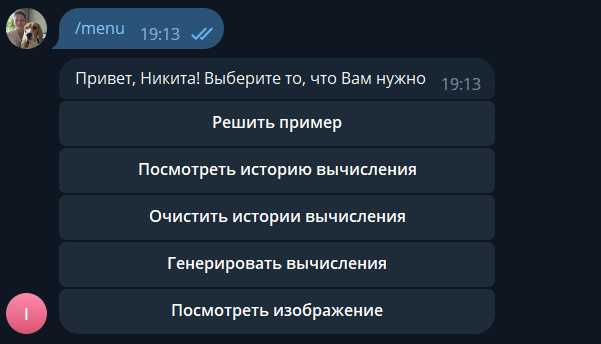 /menu 19:13
Привет, Никита! Выберите то, что Вам нужно 19:13
Решить пример
Посмотреть историю вычисления
Очистить истории вычисления
Генерировать вычисления
Посмотреть изображение
I